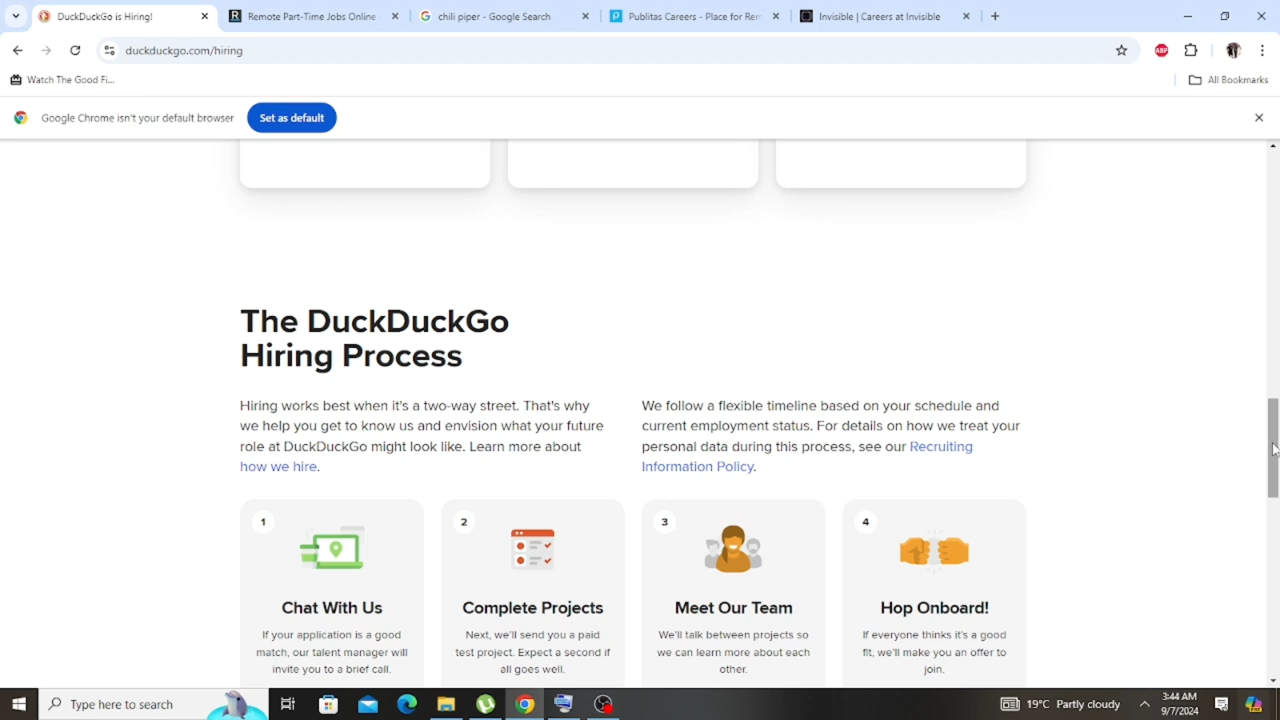 DuckDuckGo is Hiring!
Remote Part-Time Jobs Online
chili piper - Google Search
Publitas Careers - Place for Rem
Invisible | Careers at Invisible
duckduckgo.com/hiring
ABP
Watch The Good Fi...
All Bookmarks
Google Chrome isn't your default browser
Set as default
The DuckDuckGo
Hiring Process
Hiring works best when it's a two-way street. That's why
we help you get to know us and envision what your future
role at DuckDuckGo might look like. Learn more about
how we hire.
We follow a flexible timeline based on your schedule and
current employment status. For details on how we treat your
personal data during this process, see our Recruiting
Information Policy.
1
Chat With Us
If your application is a good
match, our talent manager will
invite you to a brief call.
2
Complete Projects
Next, we'll send you a paid
test project. Expect a second if
all goes well.
3
Meet Our Team
We'll talk between projects so
we can learn more about each
other.
4
Hop Onboard!
If everyone thinks it's a good
fit, we'll make you an offer to
join.
Type here to search
19°C Partly cloudy
3:44 AM
9/7/2024